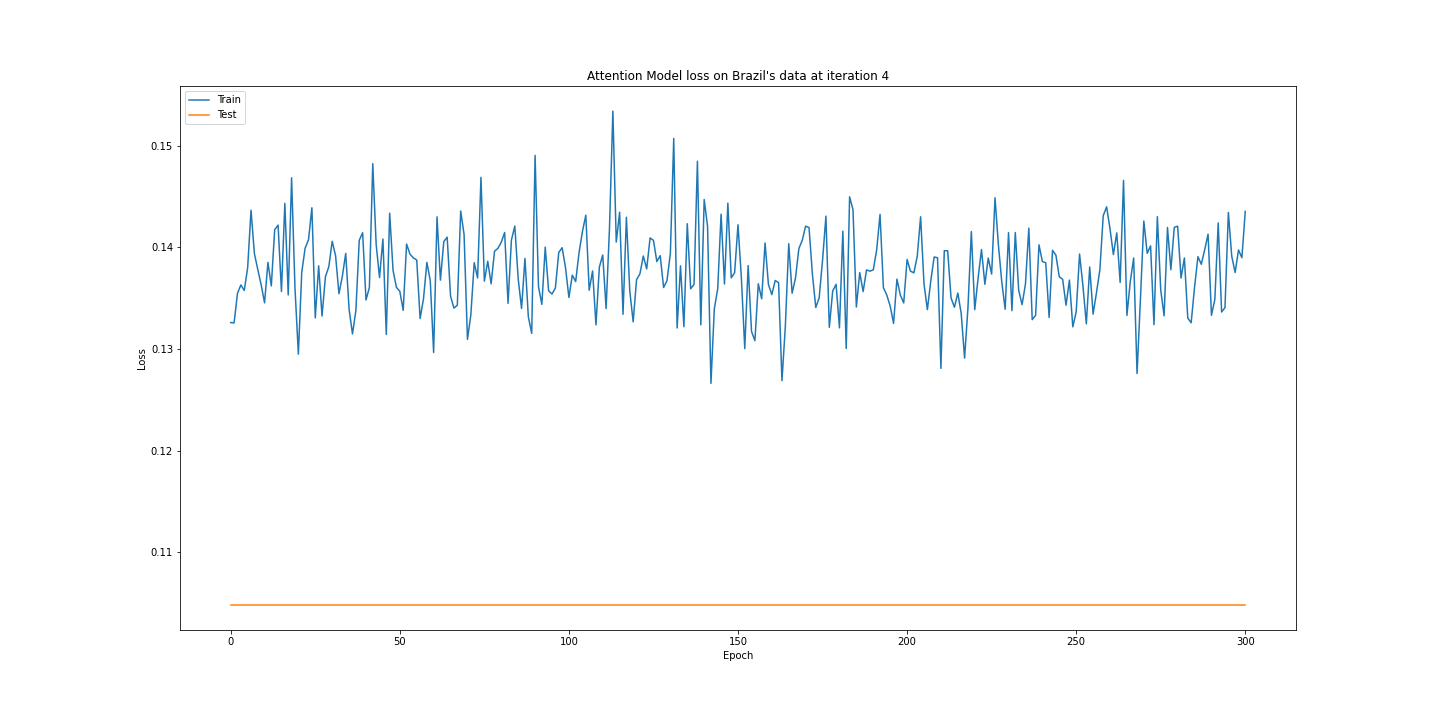 Attention Model loss on Brazil's data at iteration 4
Train
Test
0.15
0.14
0.13
0.12
0.11
Loss
0 50 100 150 200 250 300
Epoch